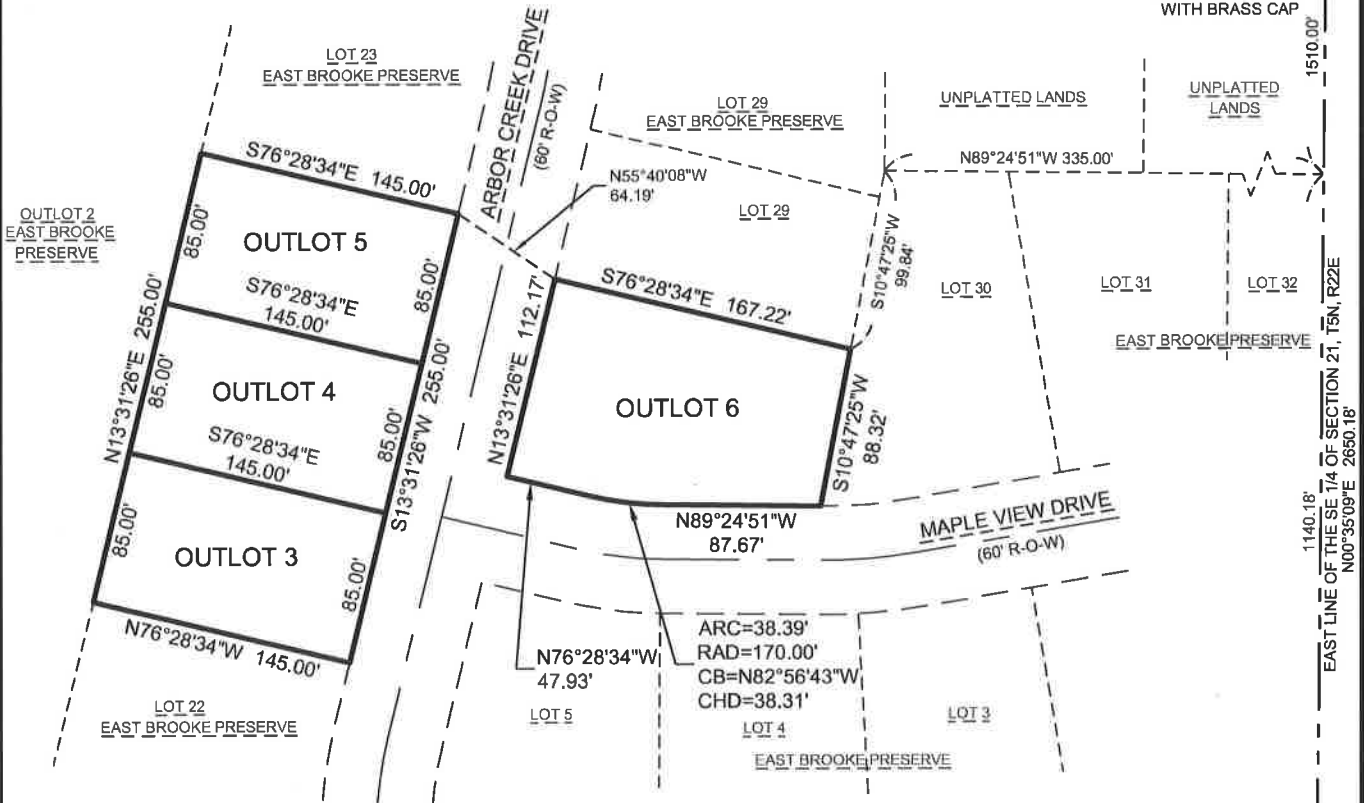 WITH BRASS CAP
1510.00'
LOT 23
EAST BROOKE PRESERVE
ARBOR CREEK DRIVE
(60' R-O-W)
LOT 29
EAST BROOKE PRESERVE
UNPLATTED LANDS
UNPLATTED
LANDS
N89°24'51"W 335.00'
S76°28'34"E 145.00'
N55°40'08"W
64.19'
LOT 29
S10°47'25"W
99.84'
OUTLOT 2
EAST BROOKE
PRESERVE
85.00'
OUTLOT 5
85.00'
S76°28'34"E
145.00'
N13°31'26"E 255.00'
85.00'
OUTLOT 4
85.00'
S13°31'26"W 255.00'
S76°28'34"E
145.00'
85.00'
OUTLOT 3
85.00'
N76°28'34"W 145.00'
LOT 22
EAST BROOKE PRESERVE
N13°31'26"E 112.17'
S76°28'34"E 167.22'
OUTLOT 6
S10°47'25"W
88.32'
N89°24'51"W
87.67'
LOT 30
LOT 31
LOT 32
EAST BROOKE PRESERVE
MAPLE VIEW DRIVE
(60' R-O-W)
N76°28'34"W
47.93'
ARC=38.39'
RAD=170.00'
CB=N82°56'43"W
CHD=38.31'
LOT 5
LOT 4
LOT 3
EAST BROOKE PRESERVE
1140.18'
EAST LINE OF THE SE 1/4 OF SECTION 21, T5N, R22E
N00°35'09"E 2650.18'